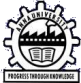 ANNA UNIVERSITY
PROGRESS THROUGH KNOWLEDGE